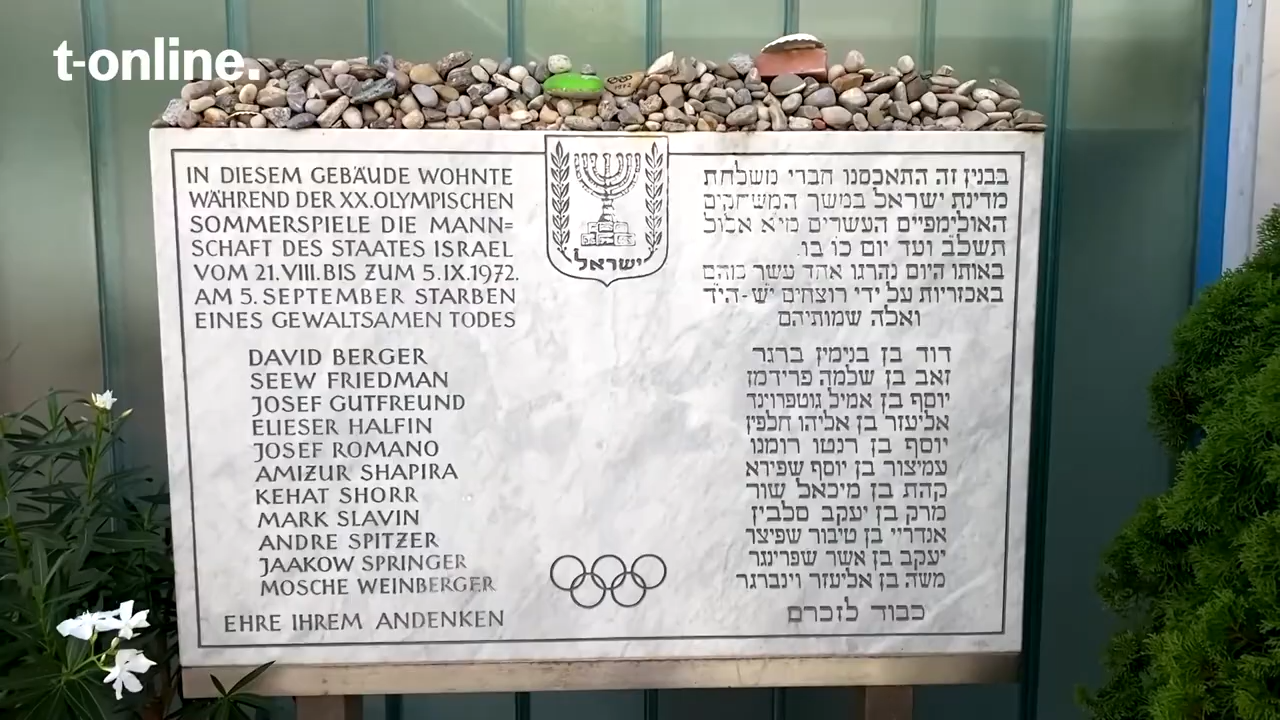 t-online.
IN DIESEM GEBÄUDE WOHNTE
WÄHREND DER XX.OLYMPISCHEN
SOMMERSPIELE DIE MANN=
SCHAFT DES STAATES ISRAEL
VOM 21.VIII.BIS ZUM 5.IX.1972.
AM 5. SEPTEMBER STARBEN
EINES GEWALTSAMEN TODES
DAVID BERGER
SEEW FRIEDMAN
JOSEF GUTFREUND
ELIESER HALFIN
JOSEF ROMANO
AMIZUR SHAPIRA
KEHAT SHORR
MARK SLAVIN
ANDRE SPITZER
JAAKOW SPRINGER
MOSCHE WEINBERGER
EHRE IHREM ANDENKEN
ישראל
בבנין זה התאכסנו חברי משלחת
מדינת ישראל במשך המשחקים
האולימפיים העשרים מי״א אלול
תשל״ב ועד יום כ״ו בו.
באותו היום נהרגו אחד עשר מהם
באכזריות על ידי רוצחים יש-הי״ד
ואלה שמותיהם
דוד בן בנימין ברגר
זאב בן שלמה פרידמן
יוסף בן אמיל גוטפרוינד
אליעזר בן אליהו חלפין
יוסף בן רנטו רומנו
עמיצור בן יוסף שפירא
קהת בן מיכאל שור
מרק בן יעקב סלבין
אנדריי בן טיבור שפיצר
יעקב בן אשר שפרינגר
משה בן אליעזר וינברגר
כבוד לזכרם